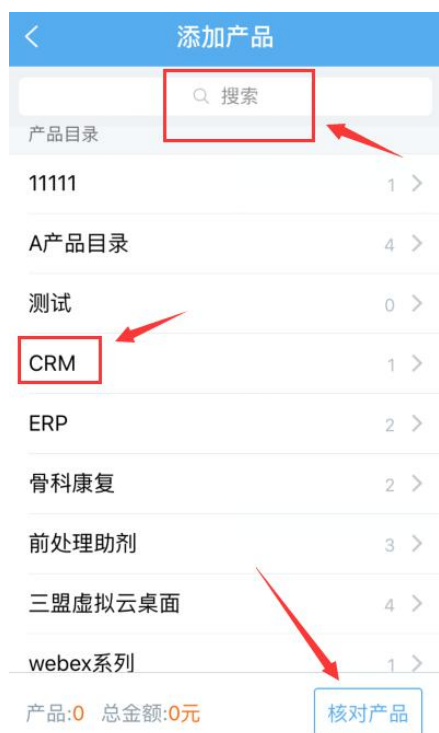 添加产品
搜索
产品目录
11111 1
A产品目录 4
测试 0
CRM 1
ERP 2
骨科康复 2
前处理助剂 3
三盟虚拟云桌面 4
webex系列 1
产品:0 总金额:0元 核对产品